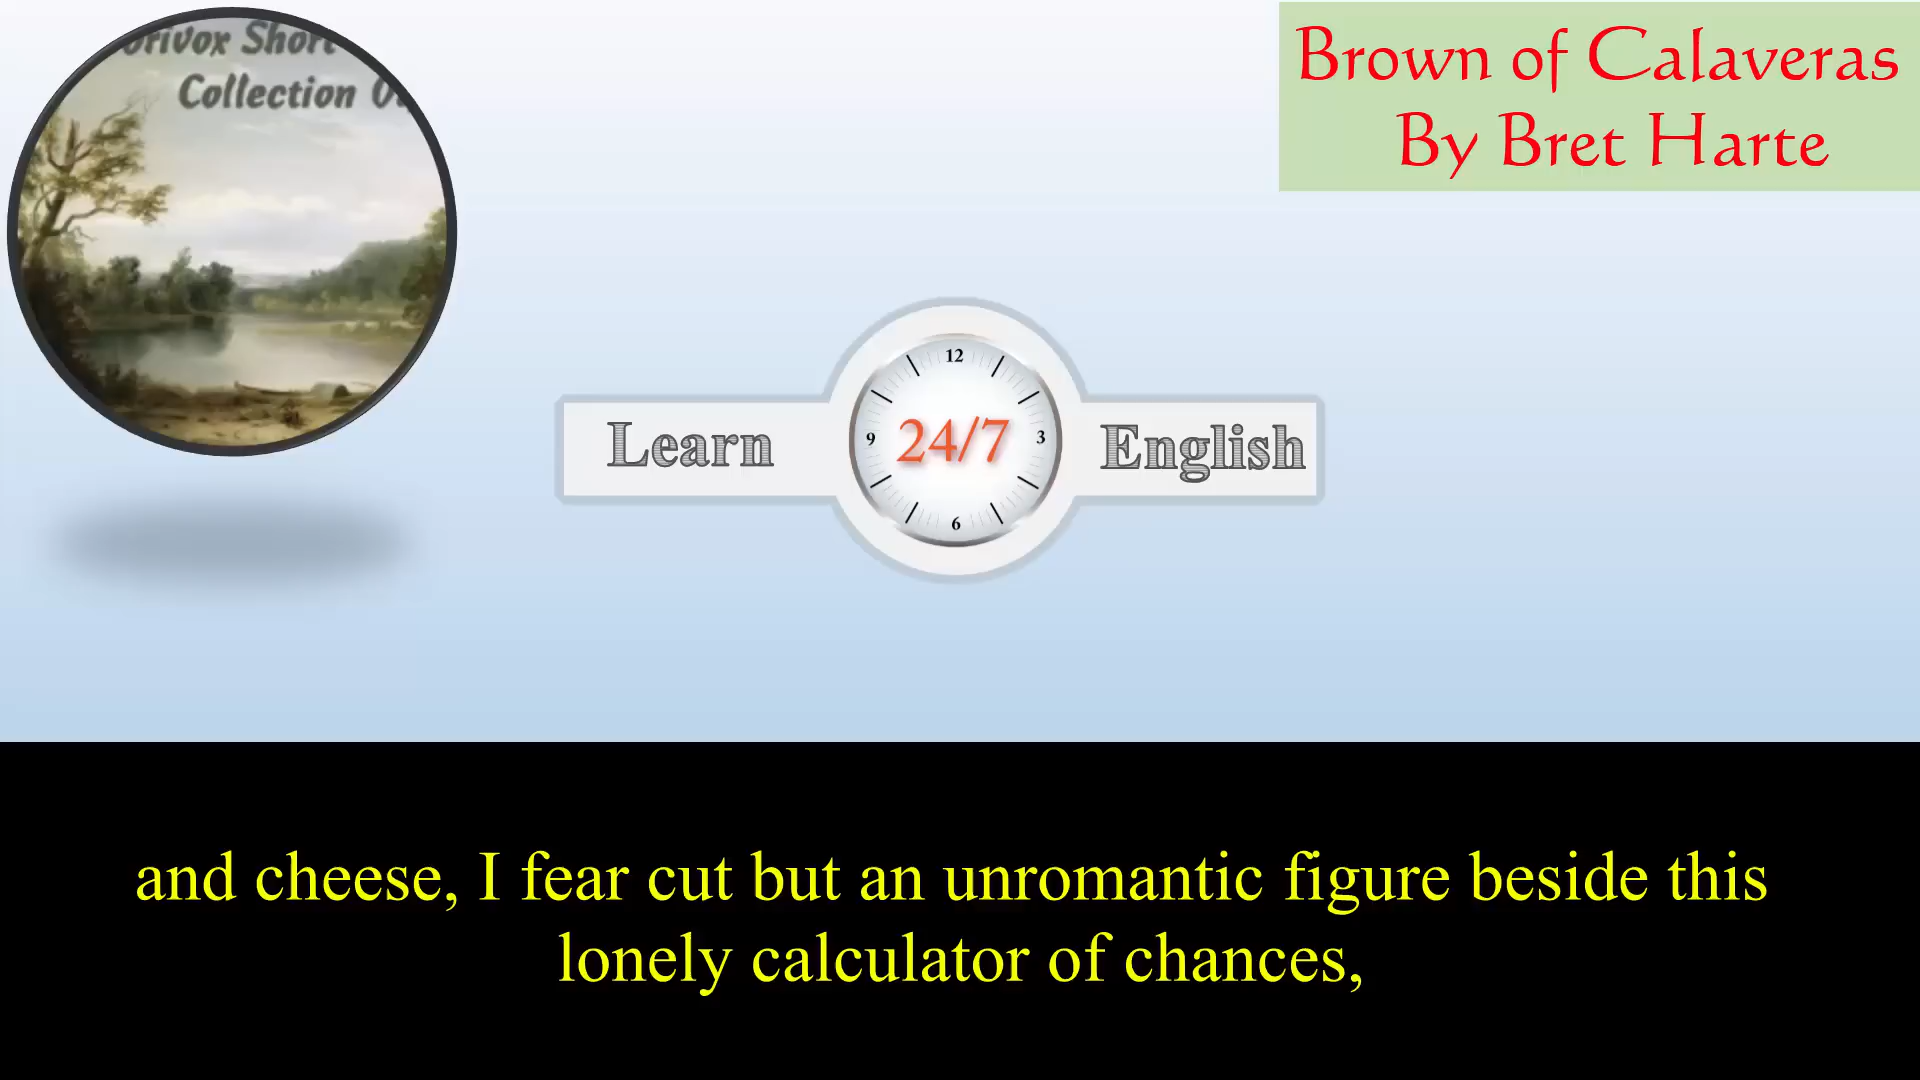 Short
Collection
Brown of Calaveras
By Bret Harte
12
Learn
9
24/7
3
English
6
and cheese, I fear cut but an unromantic figure beside this
lonely calculator of chances,